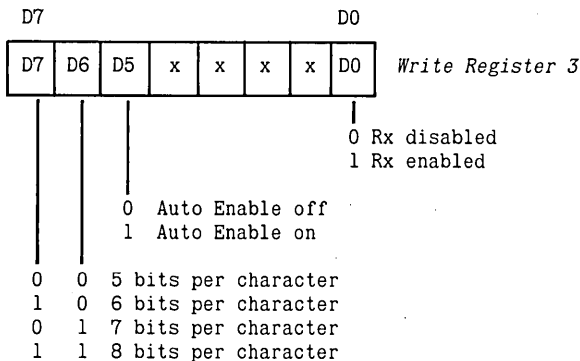 D7 D0
D7 D6 D5 x x x x D0 Write Register 3
0 Rx disabled
1 Rx enabled
0 Auto Enable off
1 Auto Enable on
0 0 5 bits per character
1 0 6 bits per character
0 1 7 bits per character
1 1 8 bits per character